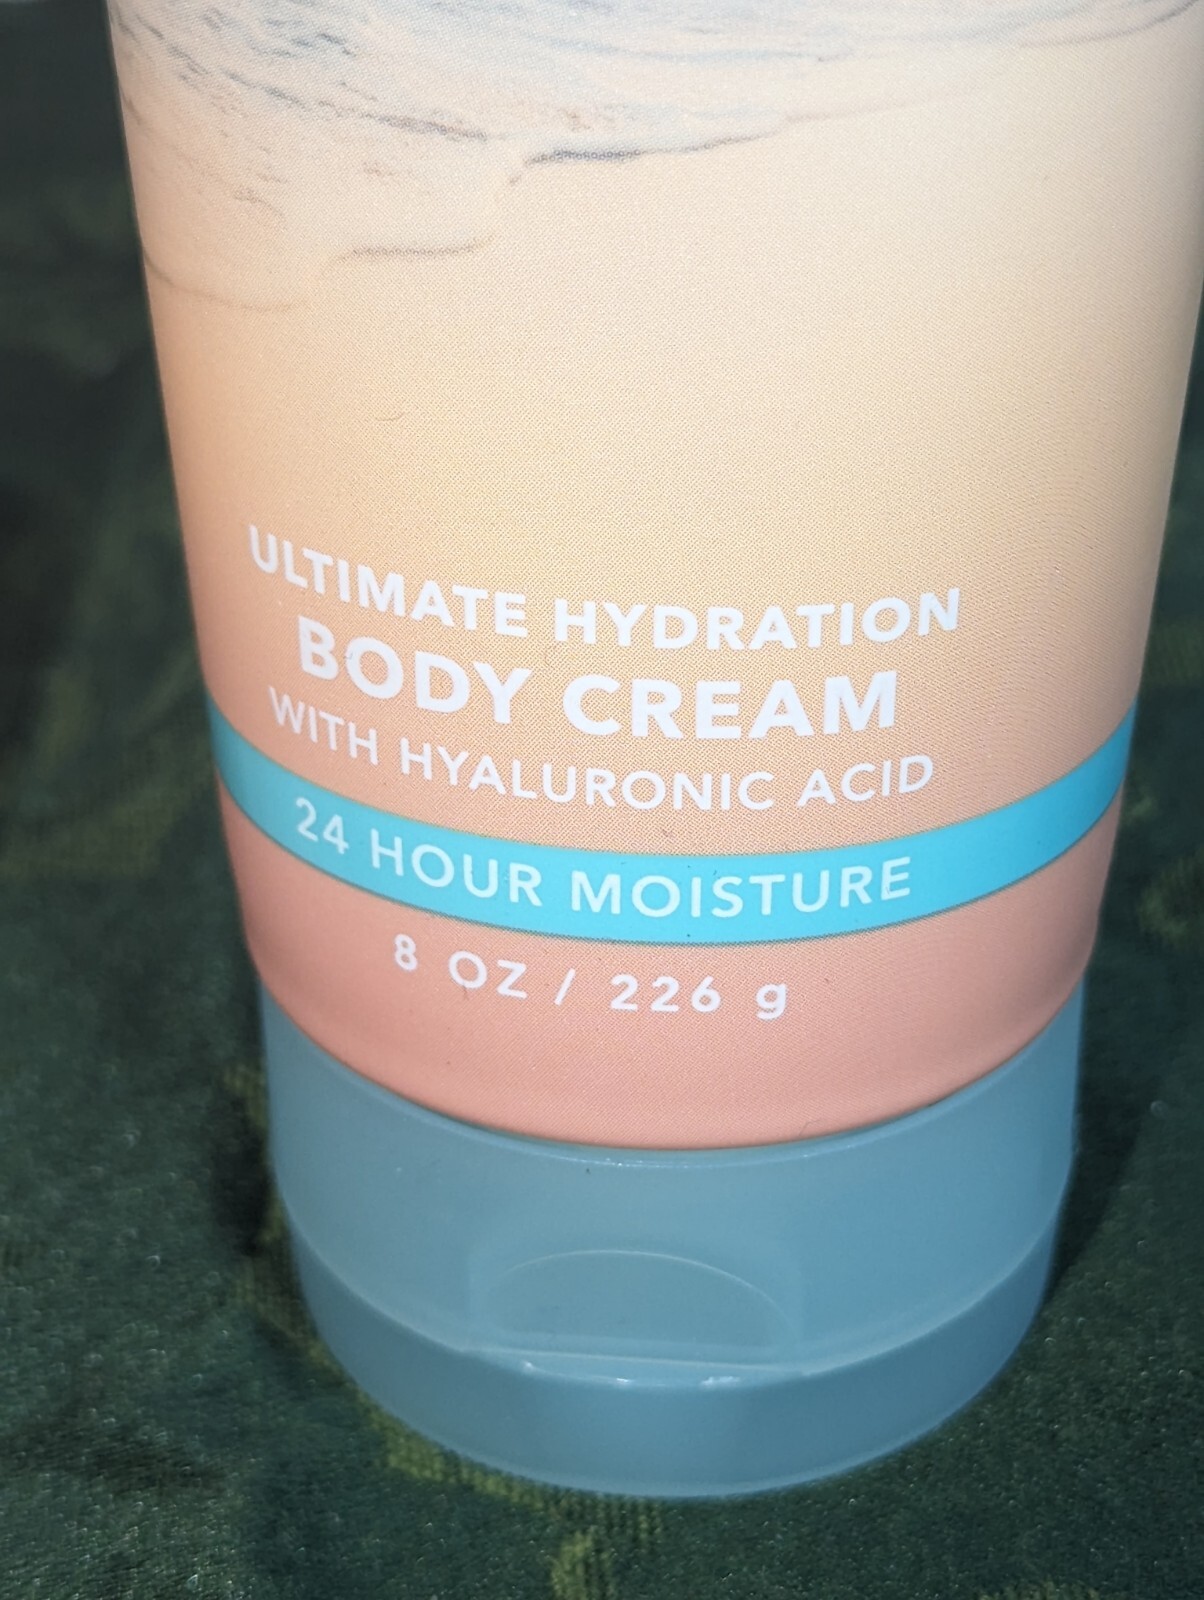 ULTIMATE HYDRATION
BODY CREAM
WITH HYALURONIC ACID
24 HOUR MOISTURE
8 OZ / 226 g